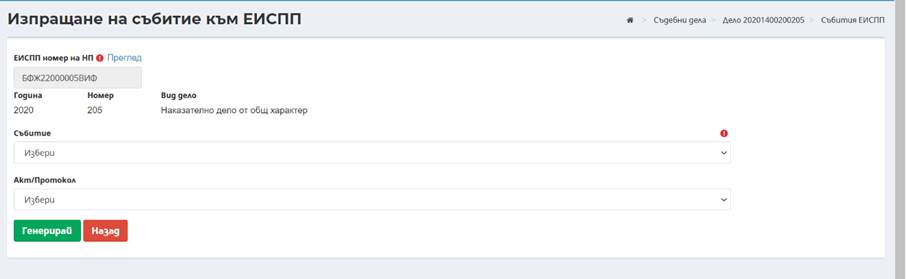 Изпращане на събитие към ЕИСПП
Съдебни дела > Дело 20201400200205 > Събития ЕИСПП
ЕИСПП номер на НП Преглед
БФЖ22000005ВИФ
Година Номер Вид дело
2020 205 Наказателно дело от общ характер
Събитие
Избери
Акт/Протокол
Избери
Генерирай Назад